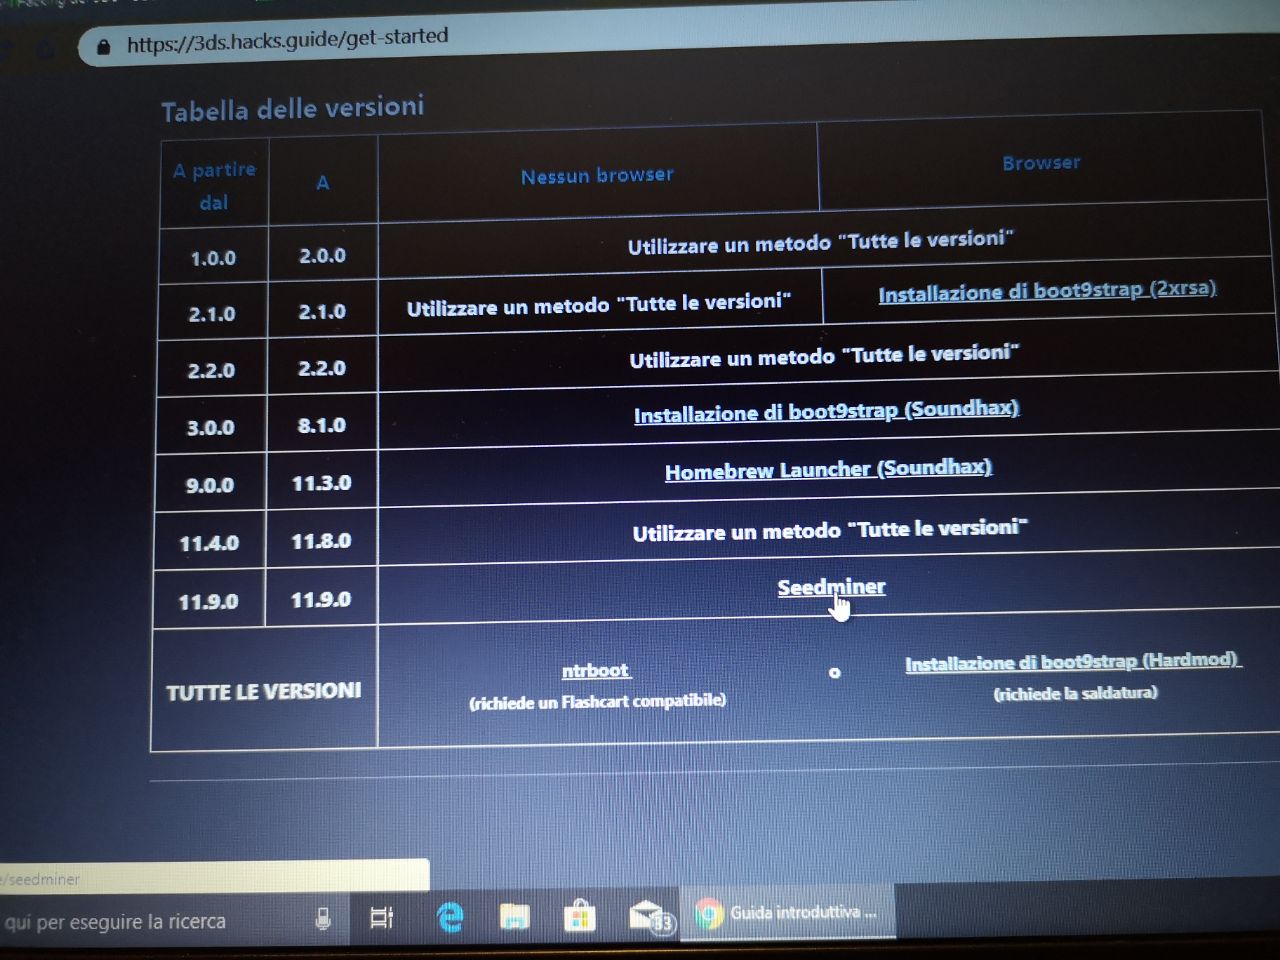 https://3ds.hacks.guide/get-started
Tabella delle versioni
A partire dal
A
Nessun browser
Browser
1.0.0
2.0.0
Utilizzare un metodo "Tutte le versioni"
2.1.0
2.1.0
Utilizzare un metodo "Tutte le versioni"
Installazione di boot9strap (2xrsa)
2.2.0
2.2.0
Utilizzare un metodo "Tutte le versioni"
3.0.0
8.1.0
Installazione di boot9strap (Soundhax)
9.0.0
11.3.0
Homebrew Launcher (Soundhax)
11.4.0
11.8.0
Utilizzare un metodo "Tutte le versioni"
11.9.0
11.9.0
Seedminer
TUTTE LE VERSIONI
ntrboot
(richiede un Flashcart compatibile)
o
Installazione di boot9strap (Hardmod)
(richiede la saldatura)
/seedminer
qui per eseguire la ricerca
33
Guida introduttiva ...